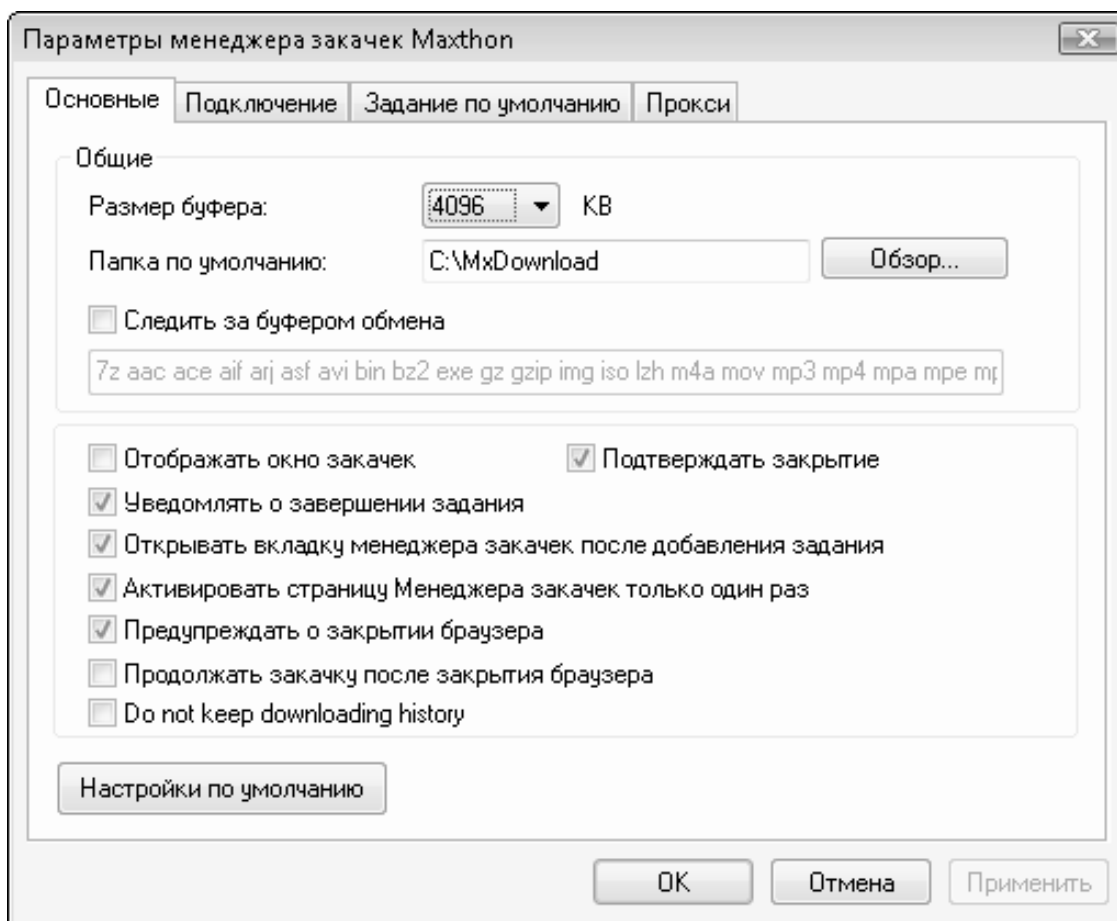 Параметры менеджера закачек Maxthon
Основные Подключение Задание по умолчанию Прокси
Общие
Размер буфера: 4096 KB
Папка по умолчанию: C:\MxDownload Обзор...
Следить за буфером обмена
7z aac ace aif arj asf avi bin bz2 exe gz gzip img iso lzh m4a mov mp3 mp4 mpa mpe
Отображать окно закачек Подтверждать закрытие
Уведомлять о завершении задания
Открывать вкладку менеджера закачек после добавления задания
Активировать страницу Менеджера закачек только один раз
Предупреждать о закрытии браузера
Продолжать закачку после закрытия браузера
Do not keep downloading history
Настройки по умолчанию
OK Отмена Применить